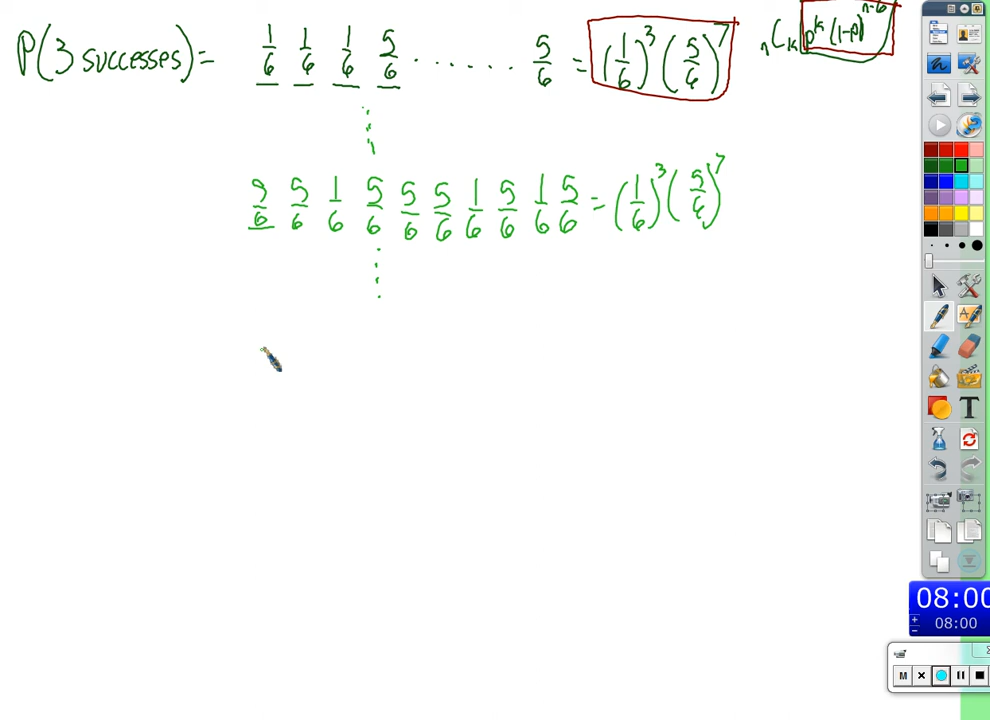 P(3 successes) = 1/6 1/6 1/6 5/6 ...... 5/6 = (1/6)^3 (5/6)^7 nCk p^k (1-p)^n-k
5/6 5/6 1/6 5/6 5/6 5/6 1/6 5/6 1/6 5/6 = (1/6)^3 (5/6)^7
T
08:00
+ 08:00
-
M